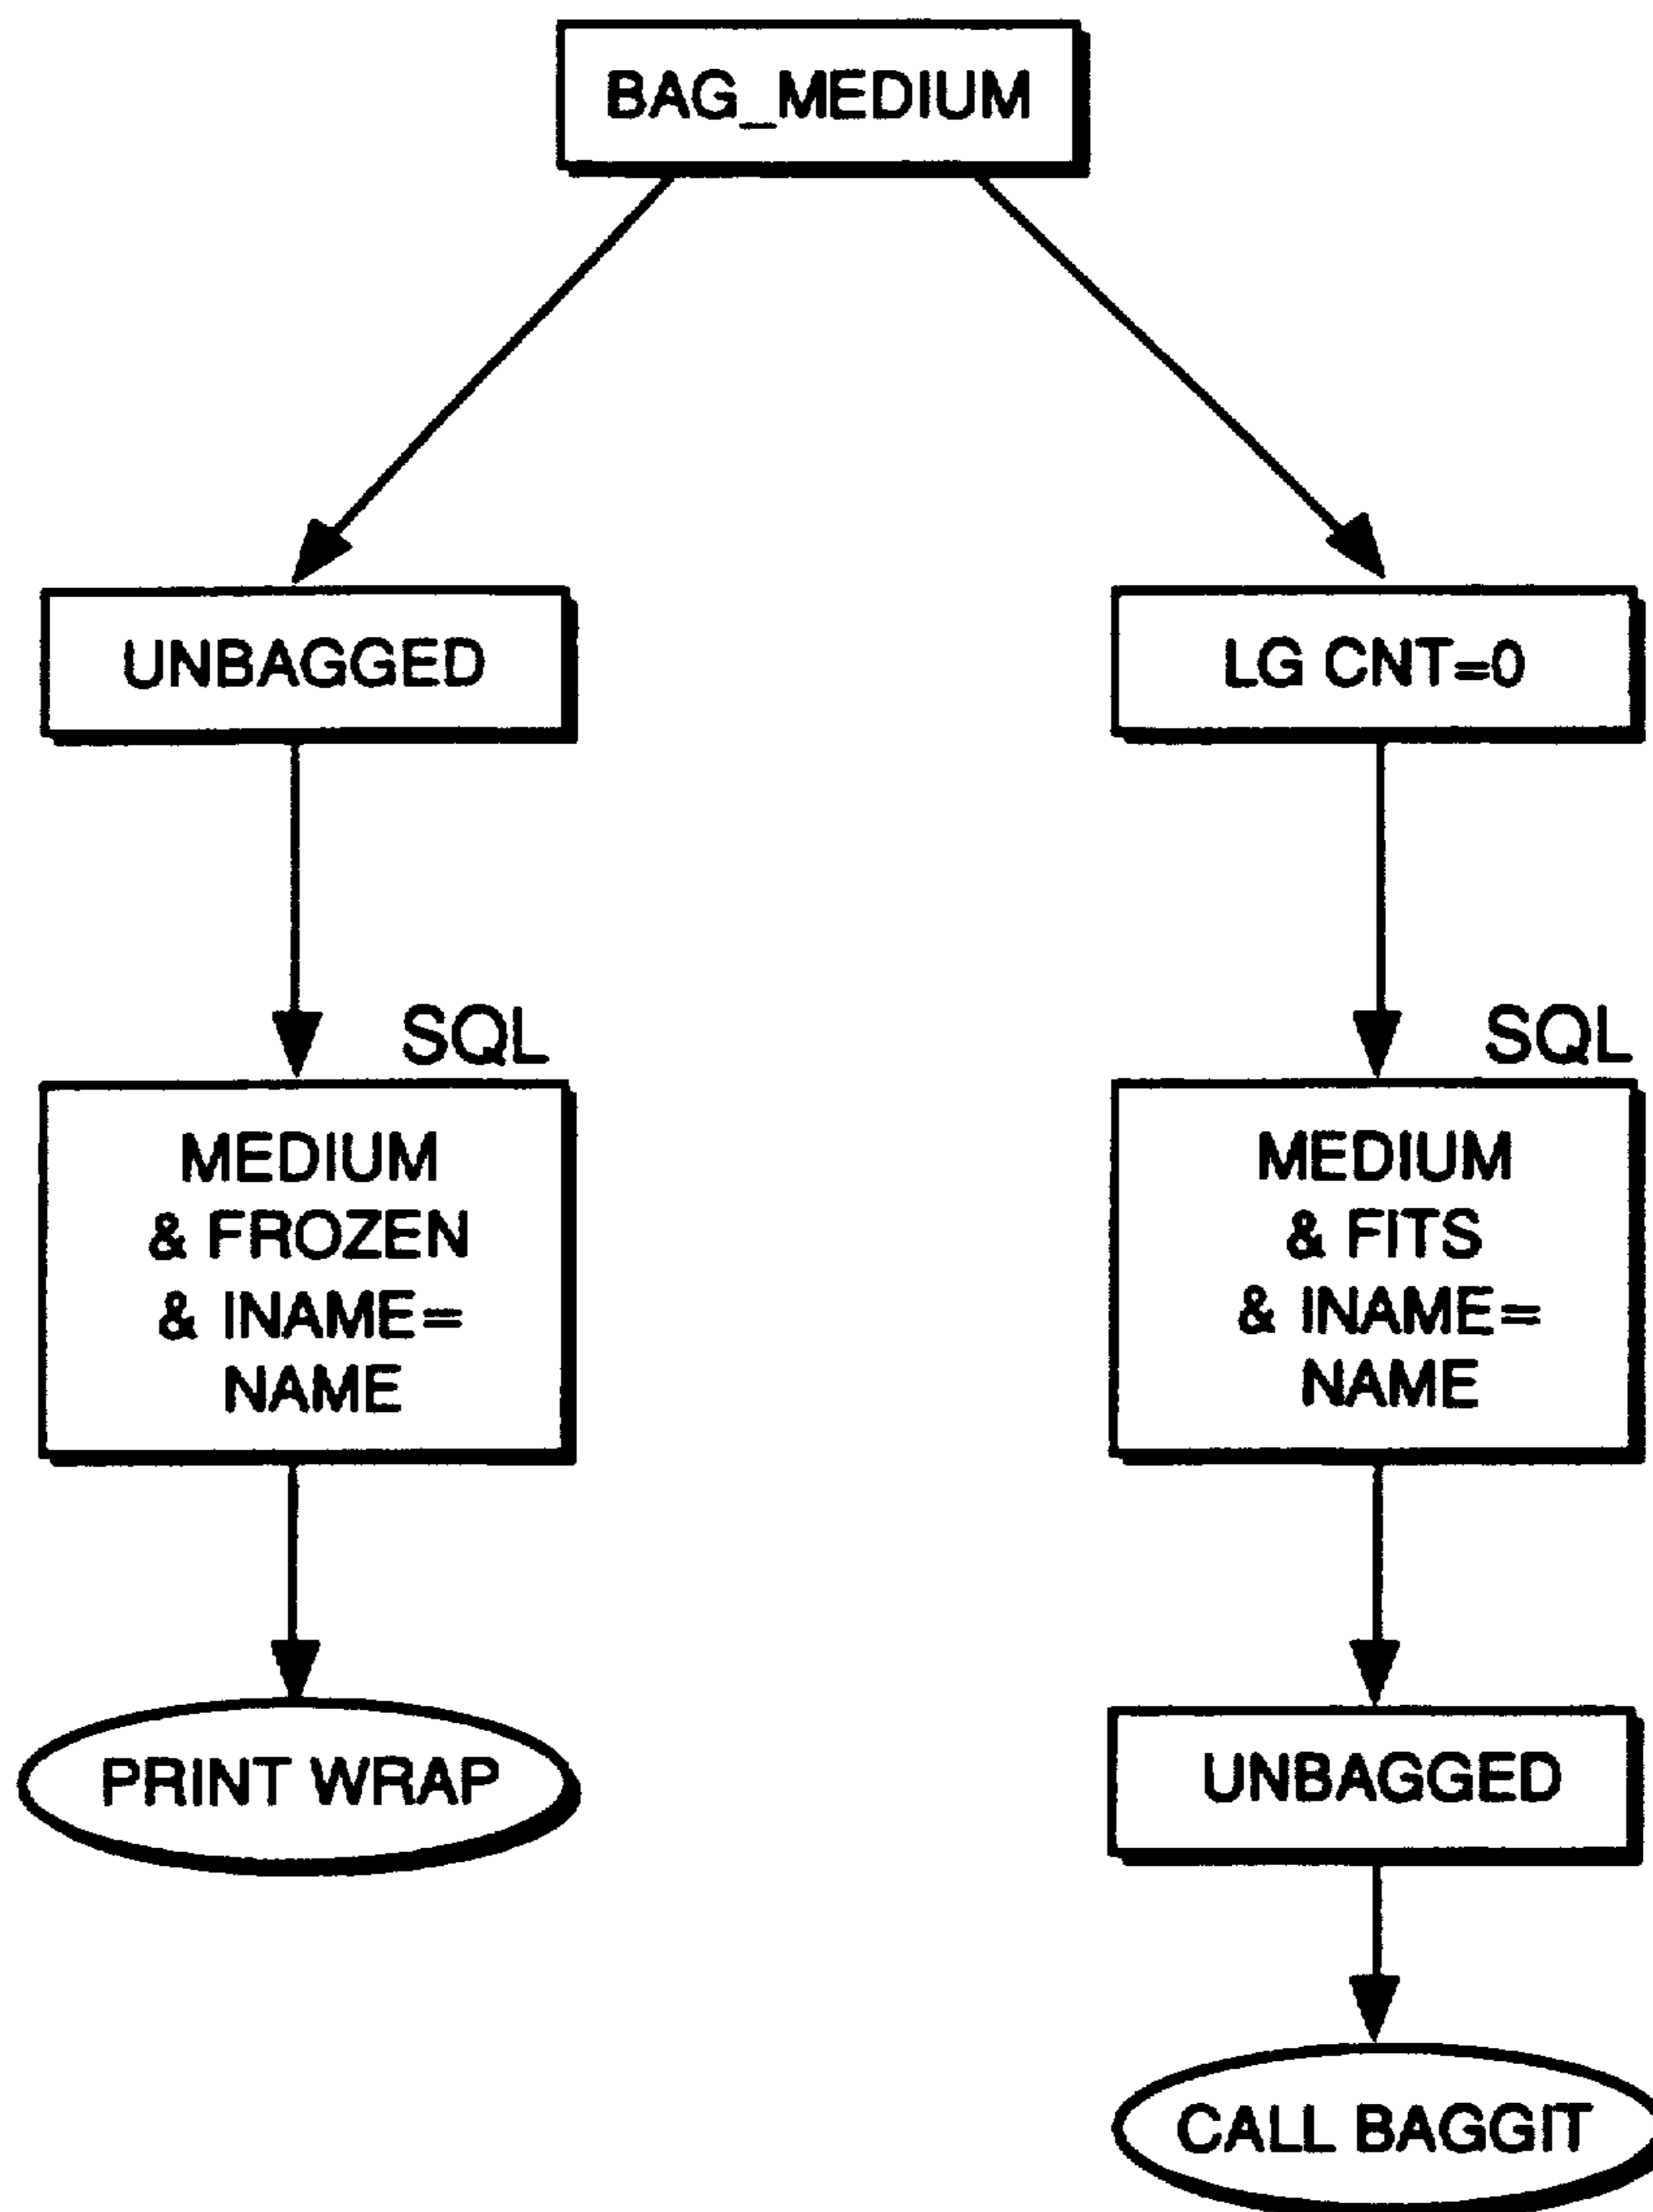 BAG_MEDIUM
UNBAGGED
LG CNT=0
SQL
MEDIUM
& FROZEN
& INAME=
NAME
SQL
MEDIUM
& FITS
& INAME=
NAME
PRINT WRAP
UNBAGGED
CALL BAGGIT